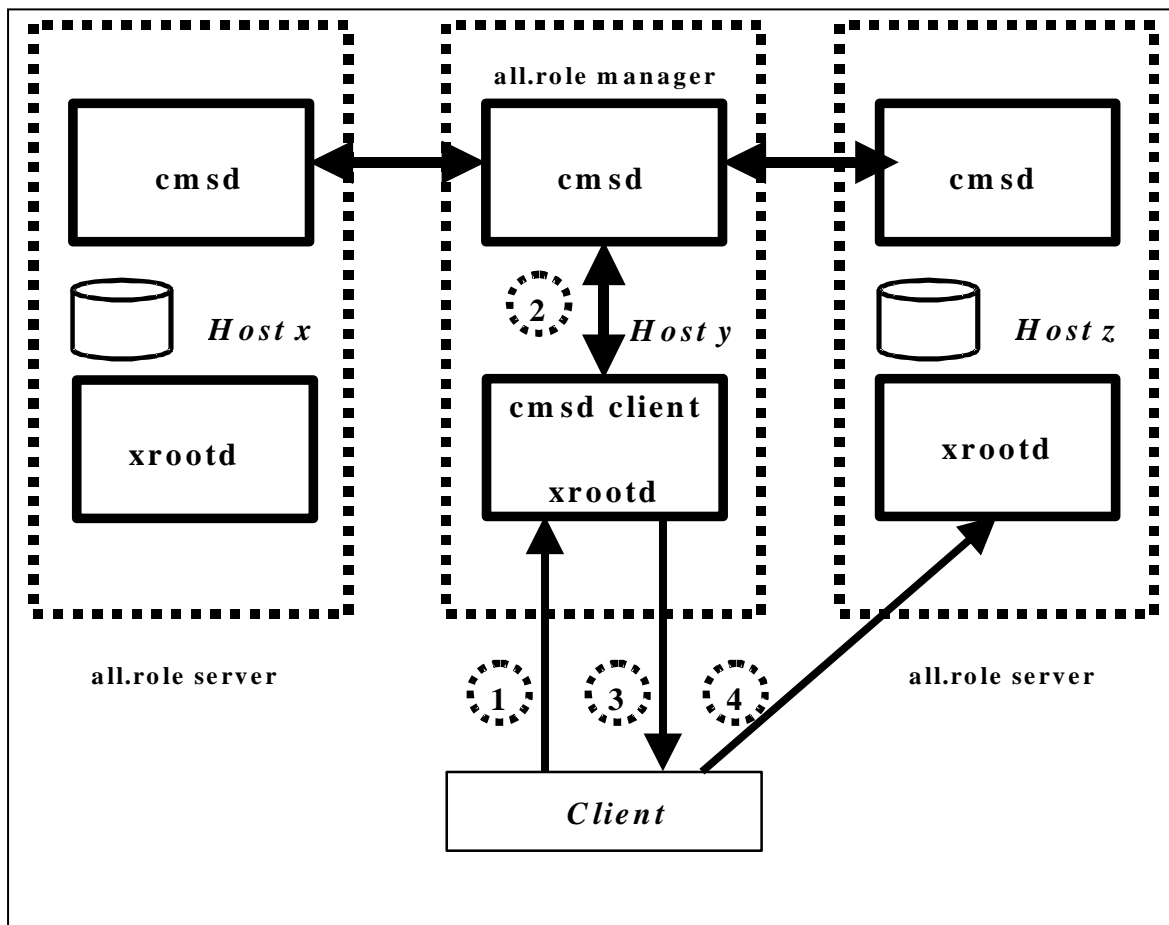 all.role manager
cmsd
cmsd
cmsd
2
Host x
Host y
Host z
cmsd client
xrootd
xrootd
xrootd
all.role server
1
3
4
all.role server
Client